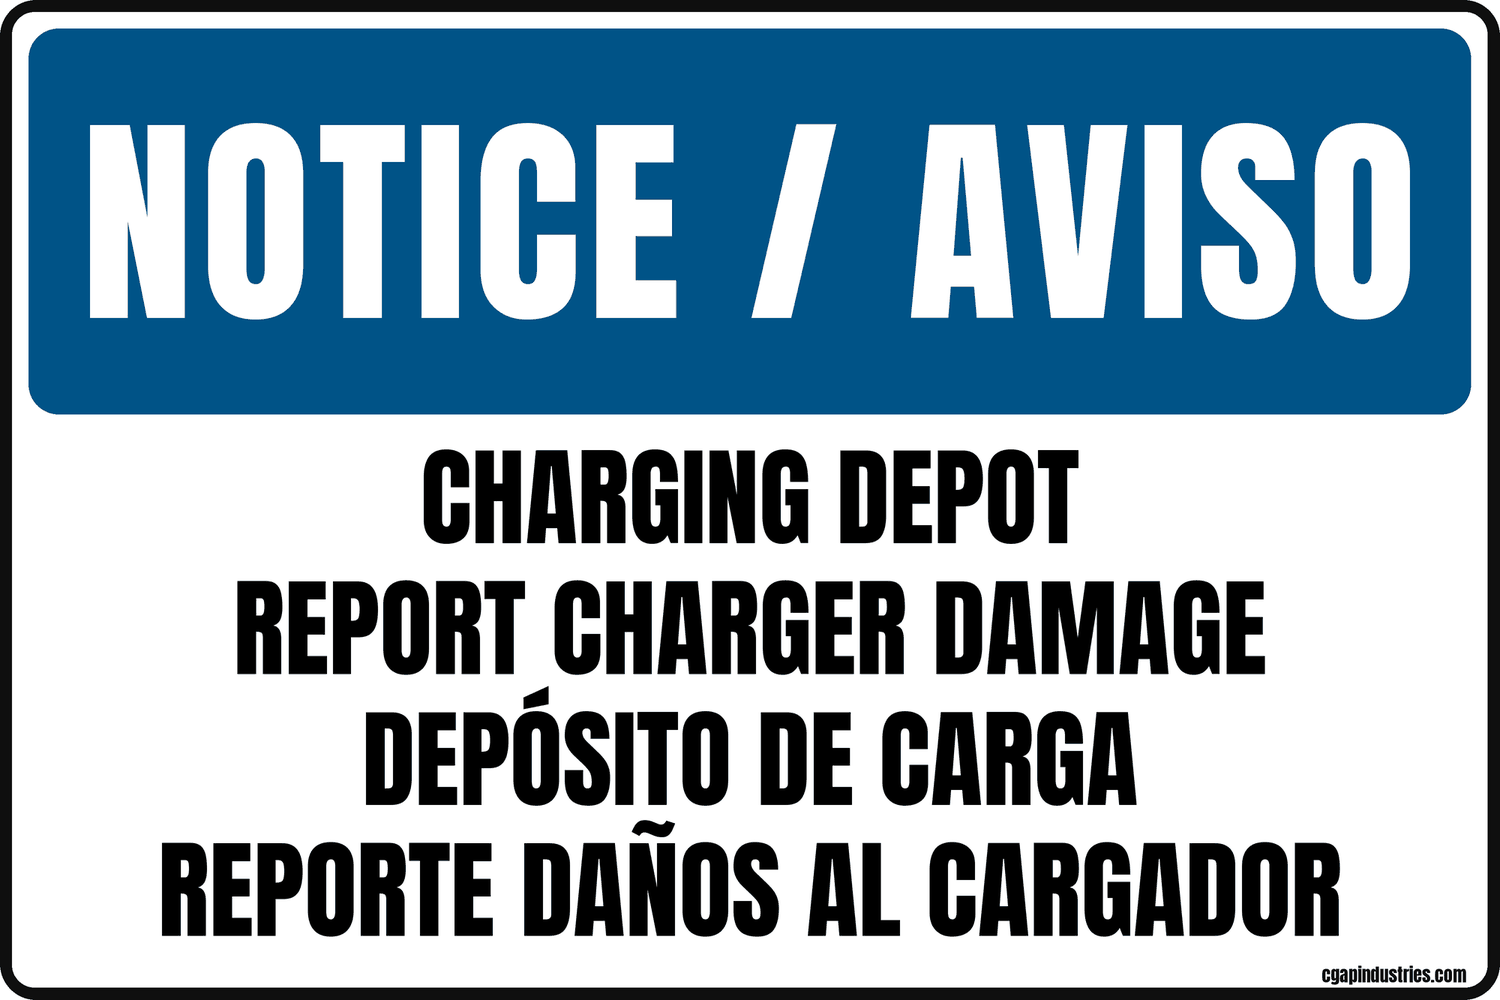 NOTICE / AVISO
CHARGING DEPOT
REPORT CHARGER DAMAGE
DEPÓSITO DE CARGA
REPORTE DAÑOS AL CARGADOR
cgapindustries.com